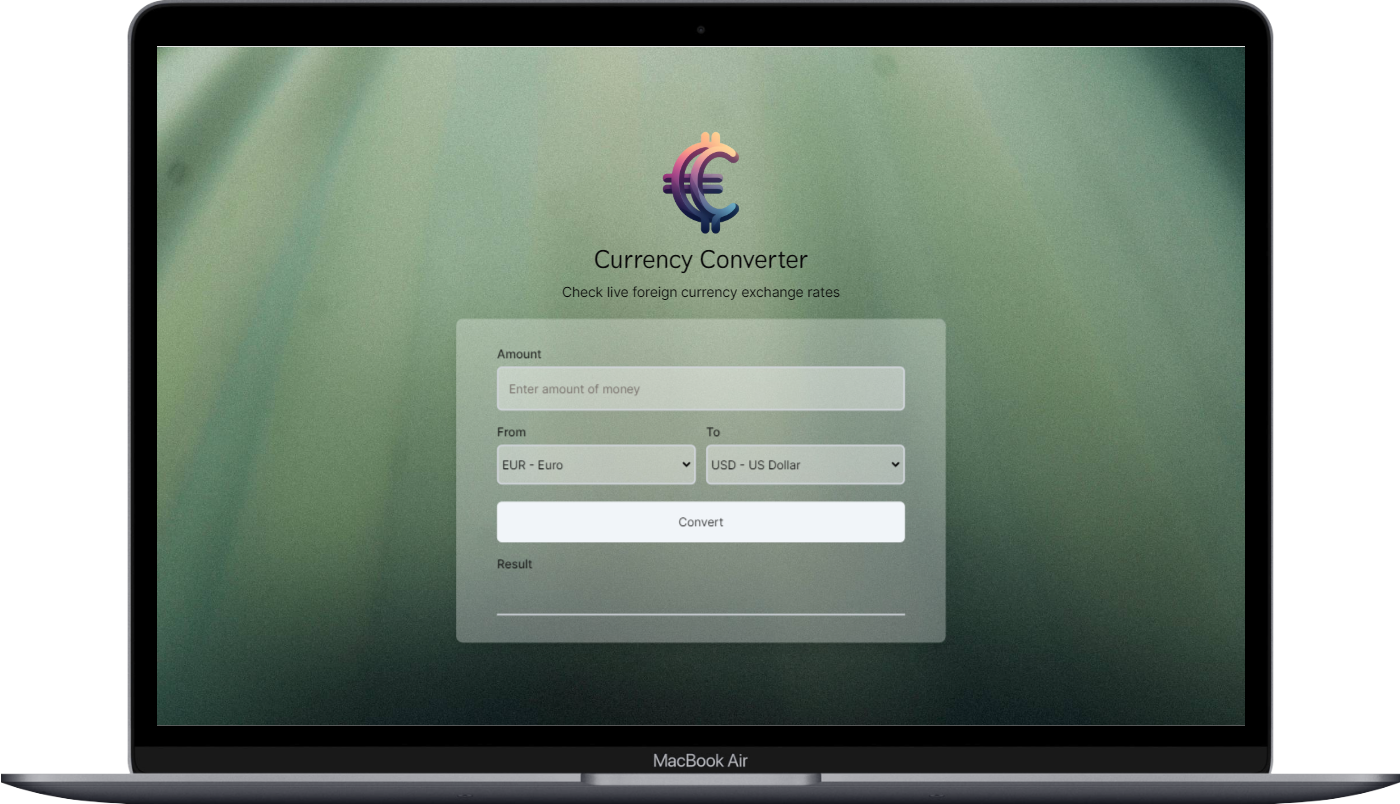 Currency Converter
Check live foreign currency exchange rates
Amount
Enter amount of money
From To
EUR - Euro USD - US Dollar
Convert
Result
MacBook Air